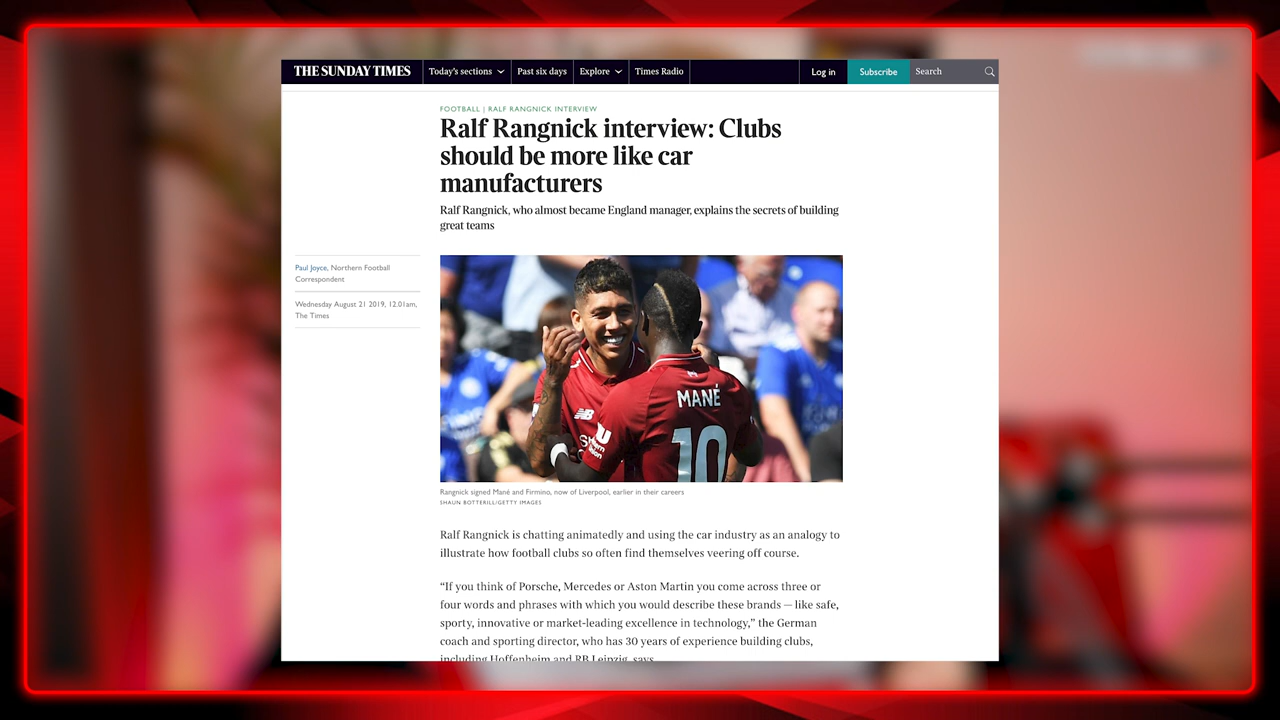 THE SUNDAY TIMES
Today's sections
Past six days
Explore
Times Radio
Log in
Subscribe
Search
FOOTBALL | RALF RANGNICK INTERVIEW
Ralf Rangnick interview: Clubs
should be more like car
manufacturers
Ralf Rangnick, who almost became England manager, explains the secrets of building
great teams
Paul Joyce, Northern Football
Correspondent
Wednesday August 21 2019, 12.01am,
The Times
MANÉ
10
Rangnick signed Mané and Firmino, now of Liverpool, earlier in their careers
SHAUN BOTTERILL/GETTY IMAGES
Ralf Rangnick is chatting animatedly and using the car industry as an analogy to
illustrate how football clubs so often find themselves veering off course.
“If you think of Porsche, Mercedes or Aston Martin you come across three or
four words and phrases with which you would describe these brands — like safe,
sporty, innovative or market-leading excellence in technology,” the German
coach and sporting director, who has 30 years of experience building clubs,
including Hoffenheim and RB Leipzig, says.